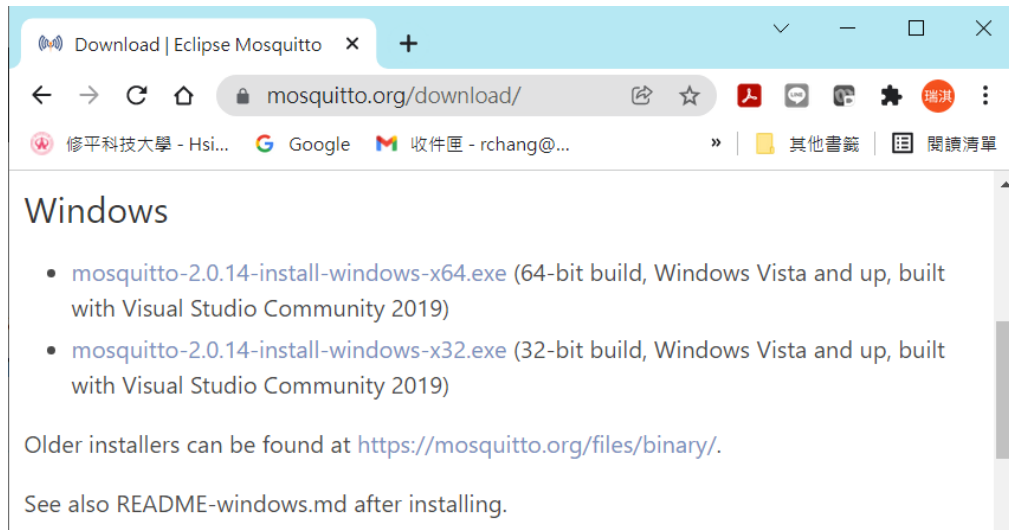 Download | Eclipse Mosquitto
mosquitto.org/download/
瑞淇
修平科技大學 - Hsi... Google 收件匣 - rchang@... » 其他書籤 閱讀清單
Windows
• mosquitto-2.0.14-install-windows-x64.exe (64-bit build, Windows Vista and up, built
with Visual Studio Community 2019)
• mosquitto-2.0.14-install-windows-x32.exe (32-bit build, Windows Vista and up, built
with Visual Studio Community 2019)
Older installers can be found at https://mosquitto.org/files/binary/.
See also README-windows.md after installing.